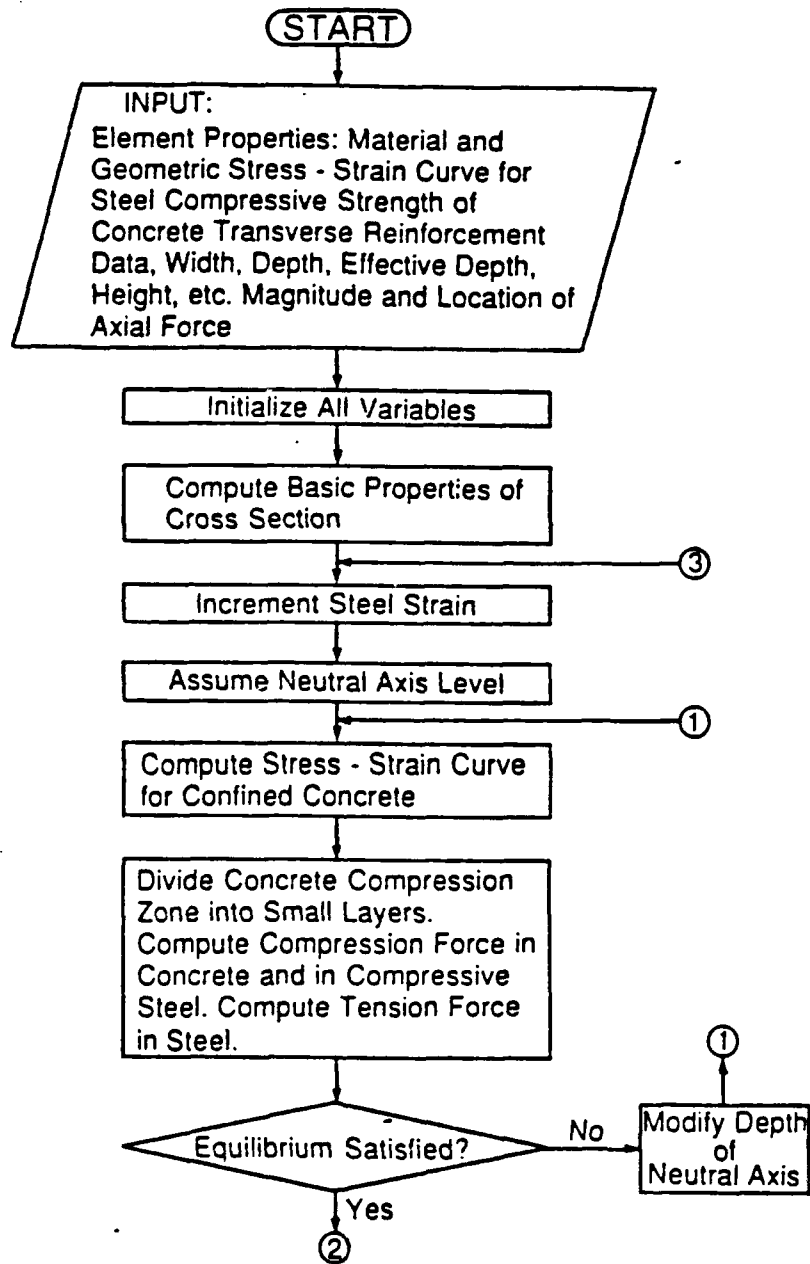 START
INPUT:
Element Properties: Material and
Geometric Stress - Strain Curve for
Steel Compressive Strength of
Concrete Transverse Reinforcement
Data, Width, Depth, Effective Depth,
Height, etc. Magnitude and Location of
Axial Force
Initialize All Variables
Compute Basic Properties of
Cross Section
3
Increment Steel Strain
Assume Neutral Axis Level
1
Compute Stress - Strain Curve
for Confined Concrete
Divide Concrete Compression
Zone into Small Layers.
Compute Compression Force in
Concrete and in Compressive
Steel. Compute Tension Force
in Steel.
1
Equilibrium Satisfied?
No
Modify Depth
of
Neutral Axis
Yes
2